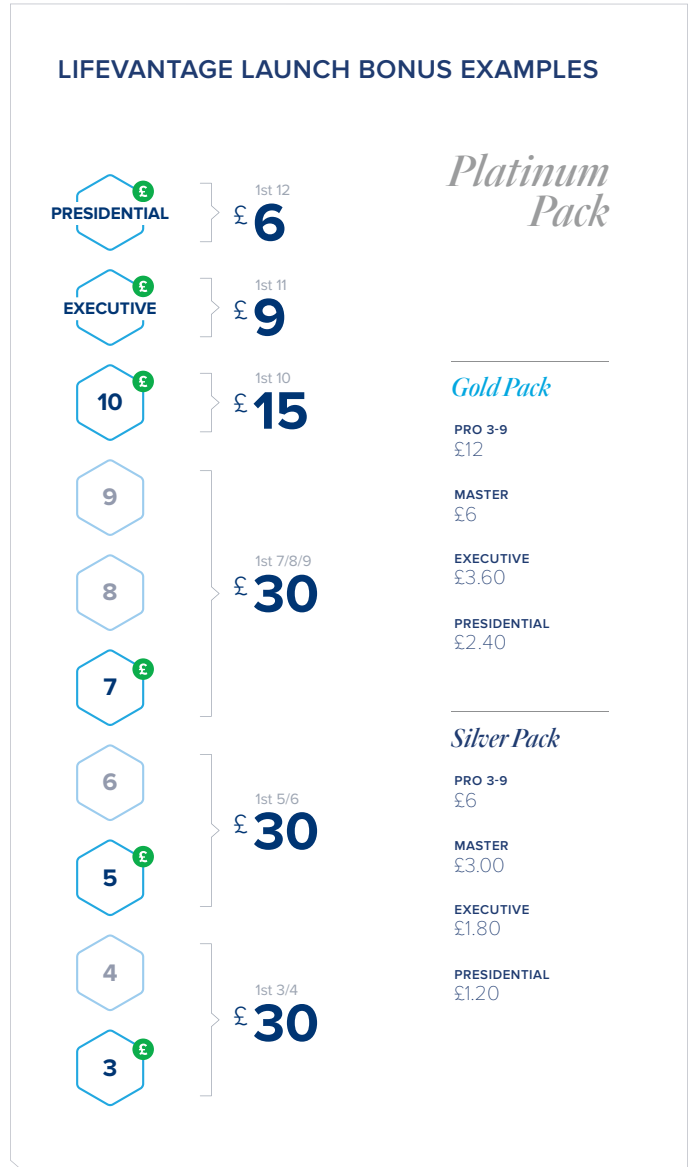 LIFEVANTAGE LAUNCH BONUS EXAMPLES
Platinum
Pack
£
PRESIDENTIAL
1st 12
£ 6
£
EXECUTIVE
1st 11
£ 9
£
10
1st 10
£ 15
9
8
£
7
1st 7/8/9
£ 30
6
£
5
1st 5/6
£ 30
4
£
3
1st 3/4
£ 30
Gold Pack
PRO 3-9
£12
MASTER
£6
EXECUTIVE
£3.60
PRESIDENTIAL
£2.40
Silver Pack
PRO 3-9
£6
MASTER
£3.00
EXECUTIVE
£1.80
PRESIDENTIAL
£1.20